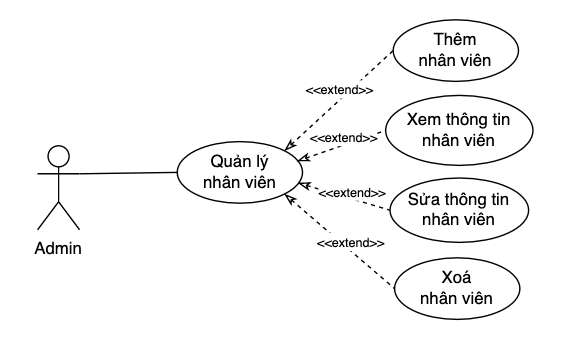 Thêm
nhân viên
<<extend>>
Xem thông tin
nhân viên
<<extend>>
Quản lý
nhân viên
Admin
<<extend>>
Sửa thông tin
nhân viên
<<extend>>
Xoá
nhân viên